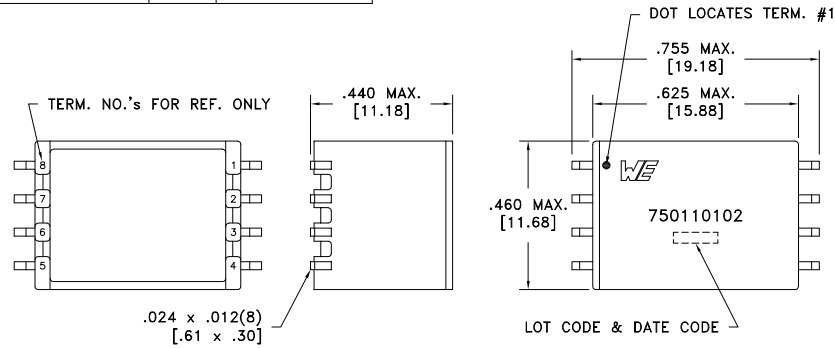 DOT LOCATES TERM. #1
.755 MAX.
[19.18]
.625 MAX.
[15.88]
.440 MAX.
[11.18]
TERM. NO.'s FOR REF. ONLY
8
1
7
2
6
3
5
4
WE
.460 MAX.
[11.68]
750110102
.024 x .012(8)
[.61 x .30]
LOT CODE & DATE CODE